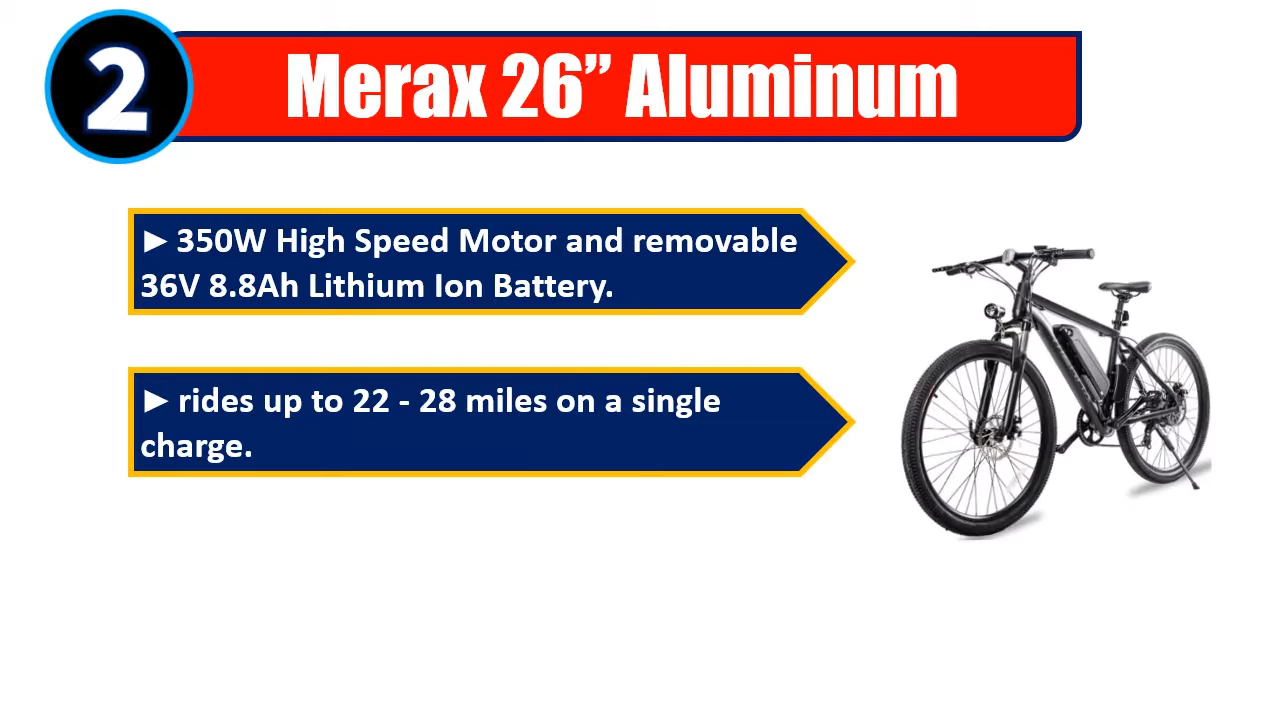 2
Merax 26” Aluminum
► 350W High Speed Motor and removable
36V 8.8Ah Lithium Ion Battery.
► rides up to 22 - 28 miles on a single
charge.